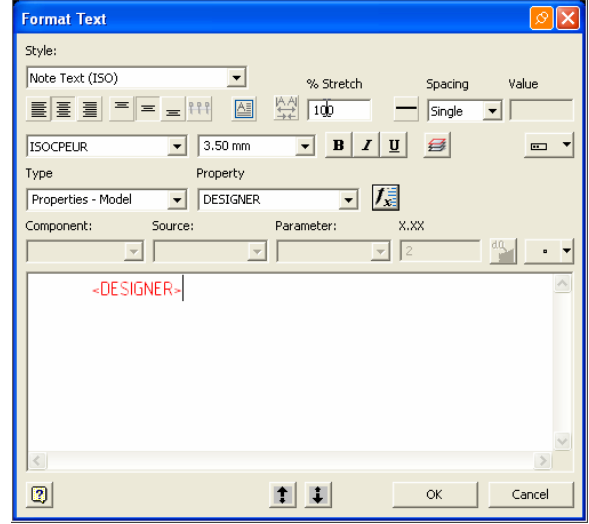 Format Text
Style:
Note Text (ISO)
% Stretch
Spacing
Value
100
Single
ISOCPEUR
3.50 mm
B I U
Type
Property
Properties - Model
DESIGNER
fx
Component:
Source:
Parameter:
X.XX
2
<DESIGNER>
?
OK
Cancel